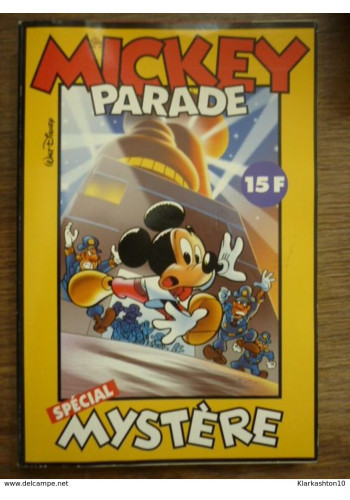 MICKEY
PARADE
Walt Disney
15 F
SPÉCIAL
MYSTÈRE
www.delcampe.net
Klarkashton10